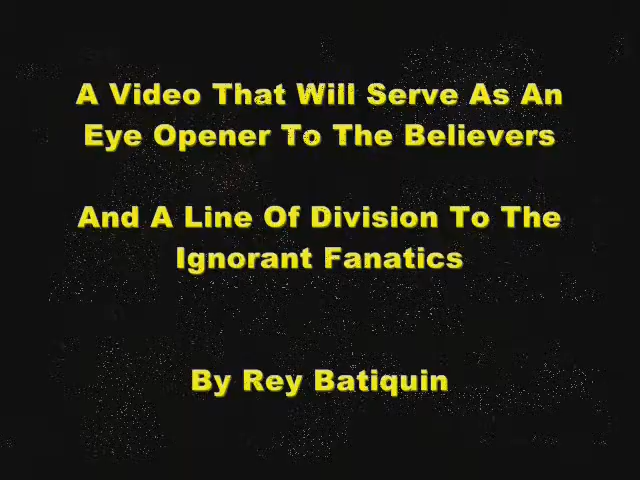 A Video That Will Serve As An
Eye Opener To The Believers
And A Line Of Division To The
Ignorant Fanatics
By Rey Batiquin